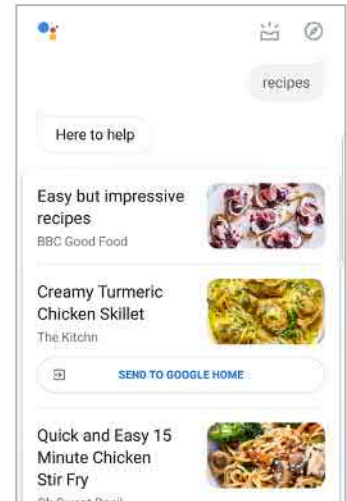 recipes
Here to help
Easy but impressive
recipes
BBC Good Food
Creamy Turmeric
Chicken Skillet
The Kitchn
SEND TO GOOGLE HOME
Quick and Easy 15
Minute Chicken
Stir Fry